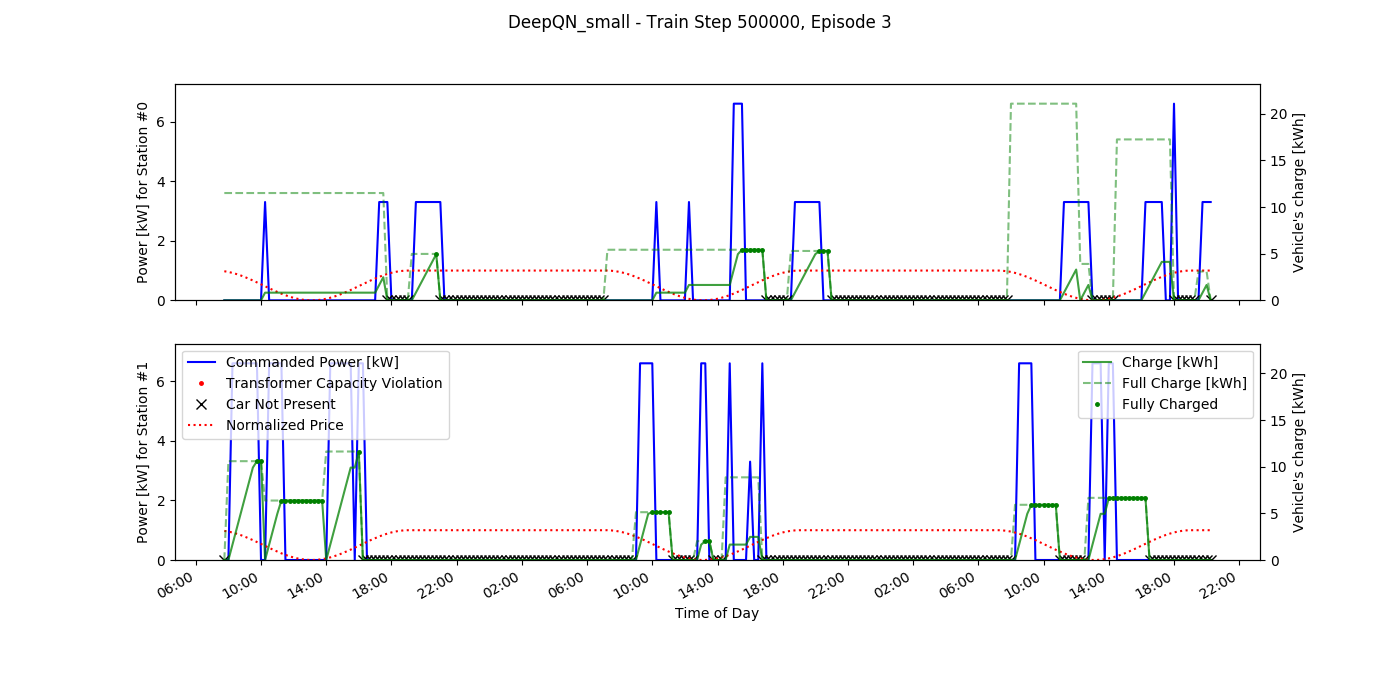 DeepQN_small - Train Step 500000, Episode 3
Power [kW] for Station #0
6
4
2
0
20
15
10
5
0
Vehicle's charge [kWh]
Power [kW] for Station #1
6
4
2
0
Commanded Power [kW]
Transformer Capacity Violation
Car Not Present
Normalized Price
Charge [kWh]
Full Charge [kWh]
Fully Charged
20
15
10
5
0
Vehicle's charge [kWh]
06:00 10:00 14:00 18:00 22:00 02:00 06:00 10:00 14:00 18:00 22:00 02:00 06:00 10:00 14:00 18:00 22:00
Time of Day